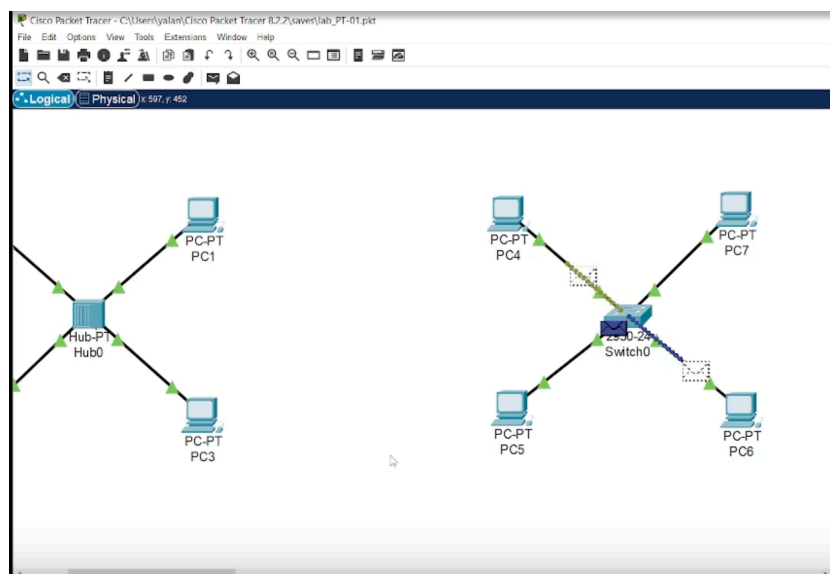 Cisco Packet Tracer - C:\Users\yalan\Cisco Packet Tracer 8.2.2\saves\lab_PT-01.pkt
File Edit Options View Tools Extensions Window Help
Logical Physical x: 597, y: 452
PC-PT
PC1
PC-PT
PC4
PC-PT
PC7
Hub-PT
Hub0
2950-24
Switch0
PC-PT
PC3
PC-PT
PC5
PC-PT
PC6